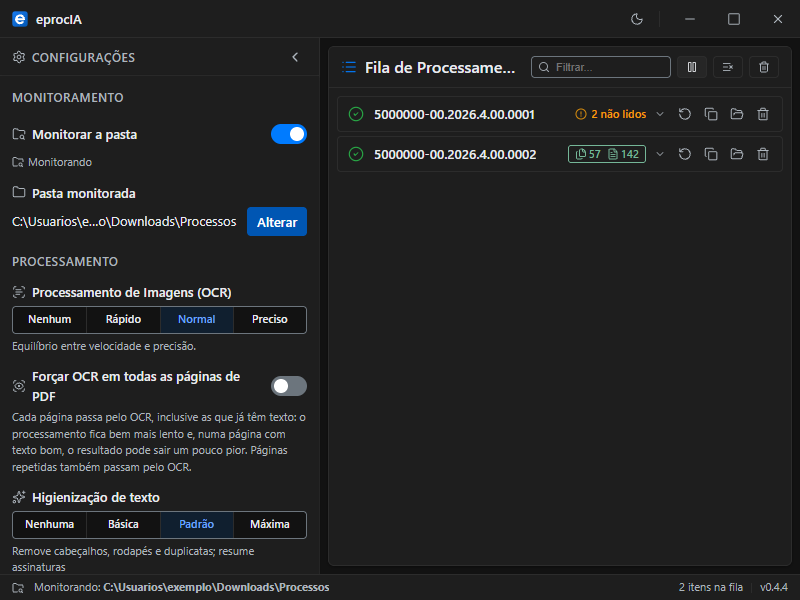 eprocIA
CONFIGURAÇÕES
MONITORAMENTO
Monitorar a pasta
Monitorando
Pasta monitorada
C:\Usuarios\e...o\Downloads\Processos
Alterar
PROCESSAMENTO
Processamento de Imagens (OCR)
Nenhum Rápido Normal Preciso
Equilíbrio entre velocidade e precisão.
Forçar OCR em todas as páginas de
PDF
Cada página passa pelo OCR, inclusive as que já têm texto: o
processamento fica bem mais lento e, numa página com
texto bom, o resultado pode sair um pouco pior. Páginas
repetidas também passam pelo OCR.
Higienização de texto
Nenhuma Básica Padrão Máxima
Remove cabeçalhos, rodapés e duplicatas; resume
assinaturas
Fila de Processame...
Filtrar...
5000000-00.2026.4.00.0001
2 não lidos
5000000-00.2026.4.00.0002
57 142
Monitorando: C:\Usuarios\exemplo\Downloads\Processos
2 itens na fila
v0.4.4